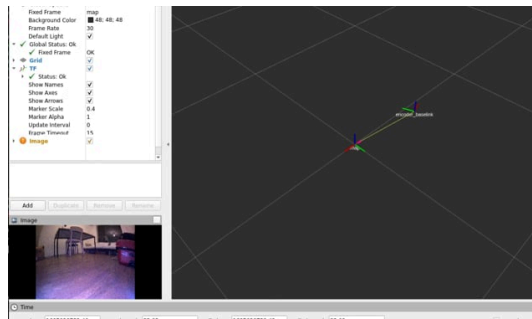 Fixed Frame map
Background Color 48; 48; 48
Frame Rate 30
Default Light ✓
Global Status: Ok
✓ Fixed Frame OK
Grid ✓
TF ✓
✓ Status: Ok
Show Names ✓
Show Axes ✓
Show Arrows ✓
Marker Scale 0.4
Marker Alpha 1
Update Interval 0
Frame Timeout 15
Image ✓
Add Duplicate Remove Rename
Image
Time